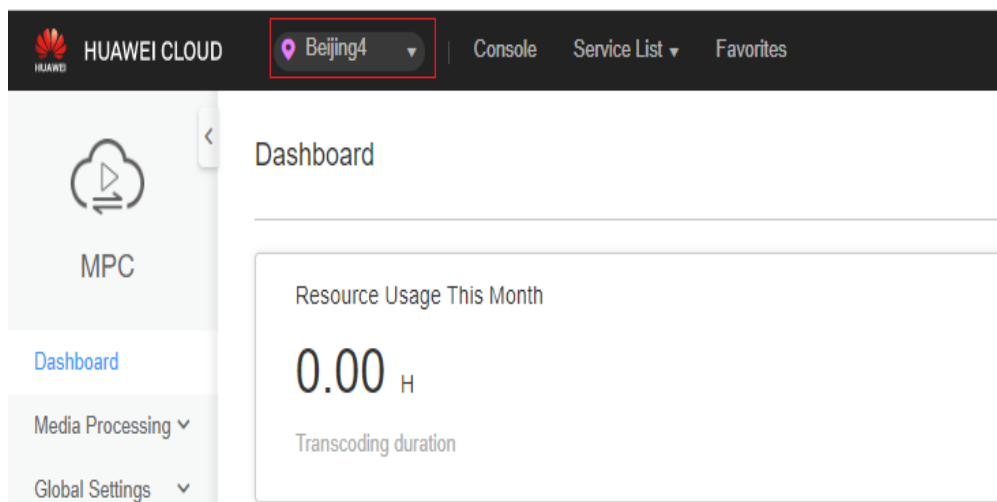 HUAWEI
HUAWEI CLOUD
Beijing4
Console
Service List
Favorites
MPC
Dashboard
Media Processing
Global Settings
Dashboard
Resource Usage This Month
0.00 H
Transcoding duration